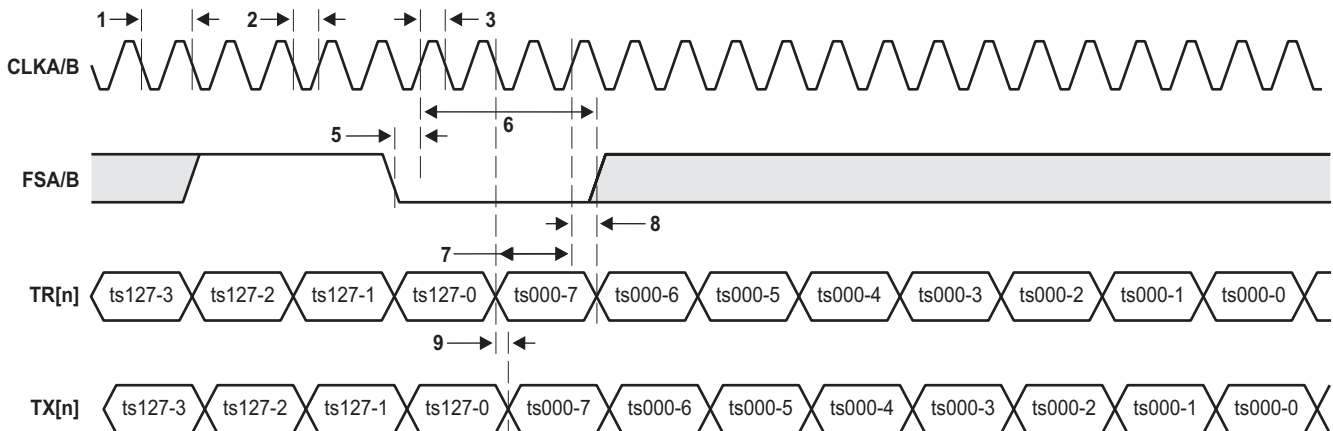 1 2 3
CLKA/B
6
5
FSA/B
8
7
TR[n] ts127-3 ts127-2 ts127-1 ts127-0 ts000-7 ts000-6 ts000-5 ts000-4 ts000-3 ts000-2 ts000-1 ts000-0
9
TX[n] ts127-3 ts127-2 ts127-1 ts127-0 ts000-7 ts000-6 ts000-5 ts000-4 ts000-3 ts000-2 ts000-1 ts000-0